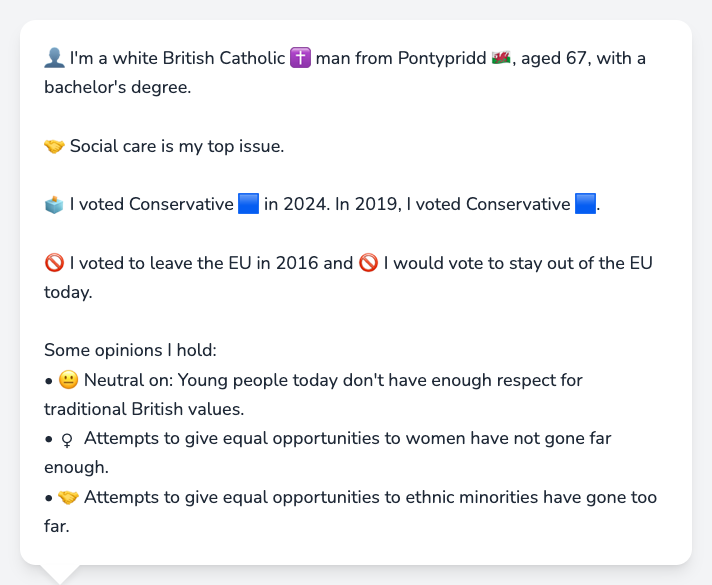 👤 I'm a white British Catholic ✝️ man from Pontypridd 🏴󠁧󠁢󠁷󠁬󠁳󠁿, aged 67, with a
bachelor's degree.
🤝 Social care is my top issue.
🗳️ I voted Conservative 🟦 in 2024. In 2019, I voted Conservative 🟦.
🚫 I voted to leave the EU in 2016 and 🚫 I would vote to stay out of the EU
today.
Some opinions I hold:
• 😐 Neutral on: Young people today don't have enough respect for
traditional British values.
• ♀ Attempts to give equal opportunities to women have not gone far
enough.
• 🤝 Attempts to give equal opportunities to ethnic minorities have gone too
far.